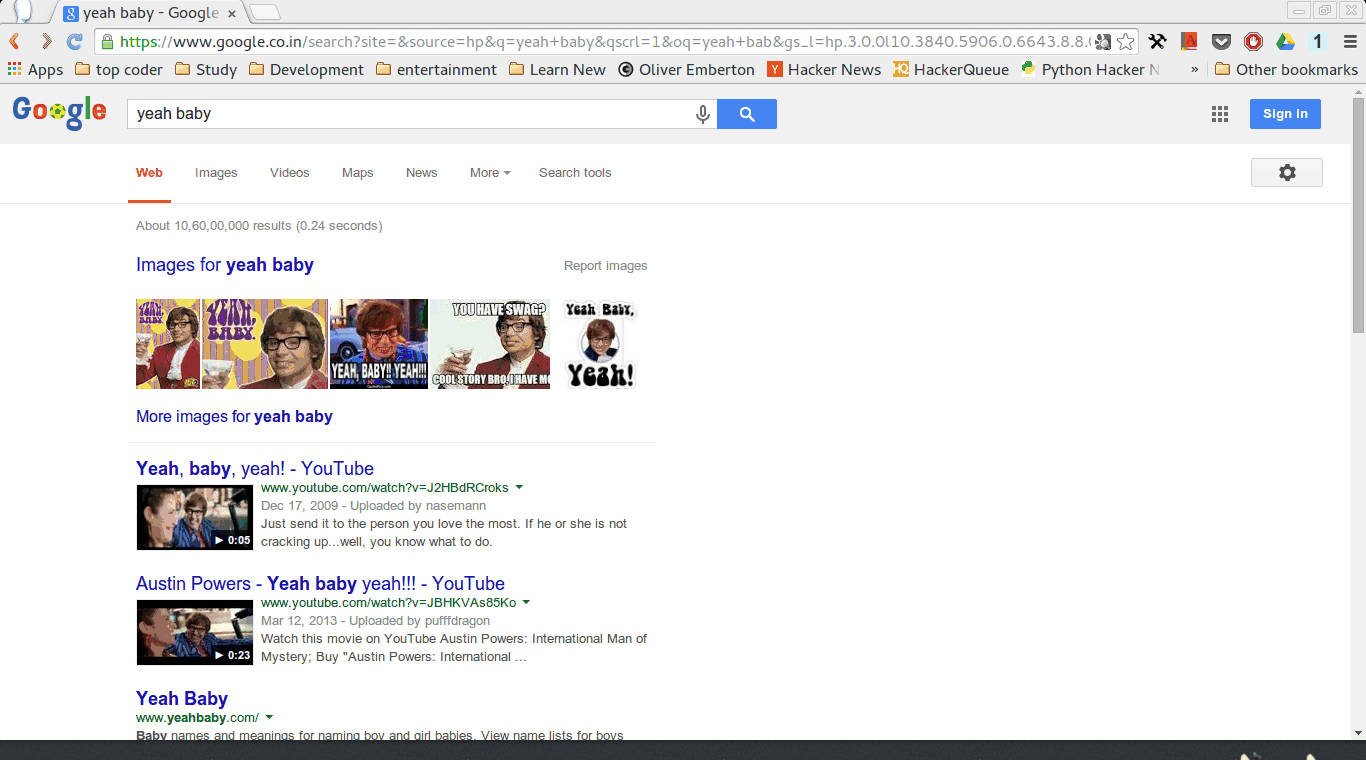 yeah baby - Google
https://www.google.co.in/search?site=&source=hp&q=yeah+baby&qscrl=1&oq=yeah+bab&gs_l=hp.3.0.0l10.3840.5906.0.6643.8.8.0
1
Apps top coder Study Development entertainment Learn New Oliver Emberton Y Hacker News HQ HackerQueue Python Hacker N » Other bookmarks
Google yeah baby Sign in
Web Images Videos Maps News More Search tools
About 10,60,00,000 results (0.24 seconds)
Images for yeah baby Report images
YEAH, BABY.
YEAH, BABY.
YEAH, BABY!! YEAH!!!
YOU HAVE SWAG?
COOL STORY BRO, I HAVE MO
Yeah Baby,
Yeah!
More images for yeah baby
Yeah, baby, yeah! - YouTube
www.youtube.com/watch?v=J2HBdRCroks
Dec 17, 2009 - Uploaded by nasemann
Just send it to the person you love the most. If he or she is not
0:05 cracking up...well, you know what to do.
Austin Powers - Yeah baby yeah!!! - YouTube
www.youtube.com/watch?v=JBHKVAs85Ko
Mar 12, 2013 - Uploaded by pufffdragon
Watch this movie on YouTube Austin Powers: International Man of
0:23 Mystery; Buy "Austin Powers: International ...
Yeah Baby
www.yeahbaby.com/
Baby names and meanings for naming boy and girl babies. View name lists for boys